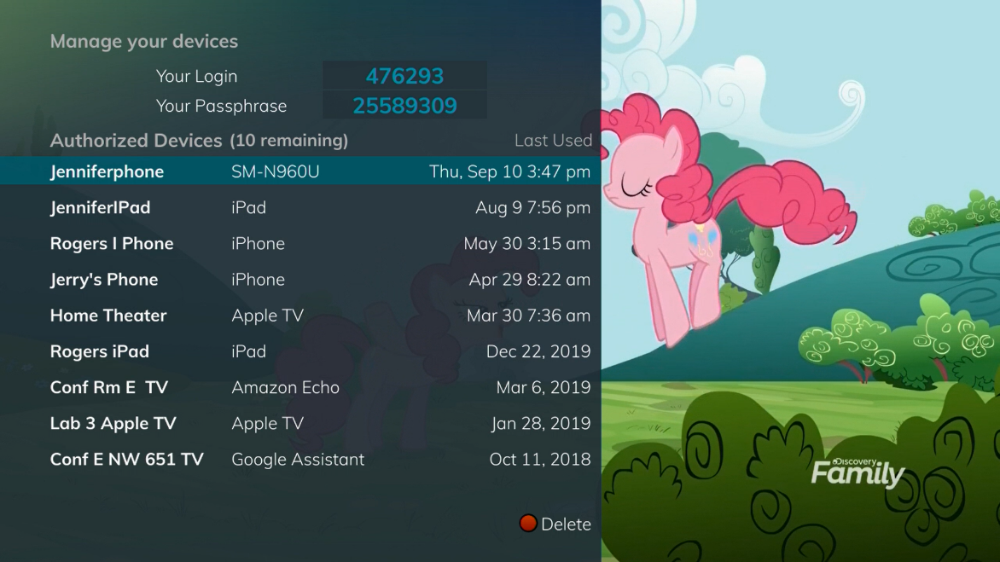 Manage your devices
Your Login 476293
Your Passphrase 25589309
Authorized Devices (10 remaining) Last Used
Jenniferphone SM-N960U Thu, Sep 10 3:47 pm
JenniferIPad iPad Aug 9 7:56 pm
Rogers I Phone iPhone May 30 3:15 am
Jerry's Phone iPhone Apr 29 8:22 am
Home Theater Apple TV Mar 30 7:36 am
Rogers iPad iPad Dec 22, 2019
Conf Rm E  TV Amazon Echo Mar 6, 2019
Lab 3 Apple TV Apple TV Jan 28, 2019
Conf E NW 651 TV Google Assistant Oct 11, 2018
Discovery
Family
Delete